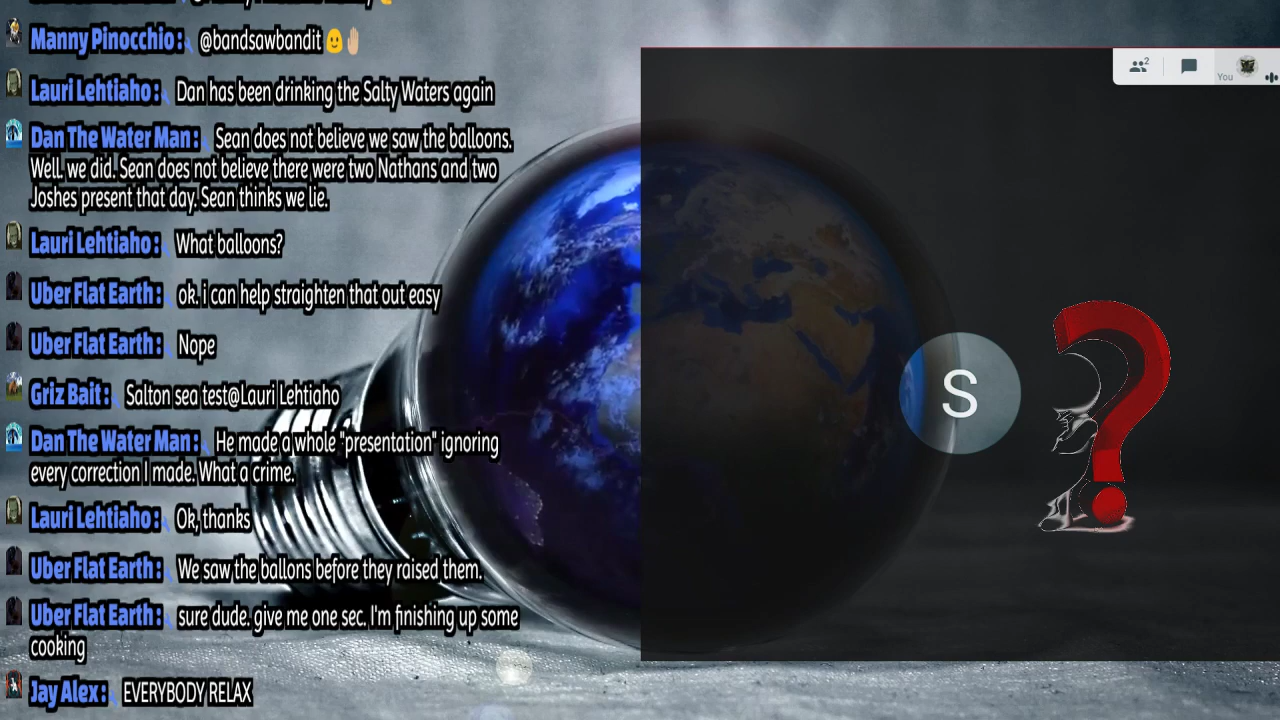 Manny Pinocchio: @bandsawbandit
Lauri Lehtiaho: Dan has been drinking the Salty Waters again
Dan The Water Man: Sean does not believe we saw the balloons.
Well. we did. Sean does not believe there were two Nathans and two
Joshes present that day. Sean thinks we lie.
Lauri Lehtiaho: What balloons?
Uber Flat Earth: ok. i can help straighten that out easy
Uber Flat Earth: Nope
Griz Bait: Salton sea test@Lauri Lehtiaho
Dan The Water Man: He made a whole "presentation" ignoring
every correction I made. What a crime.
Lauri Lehtiaho: Ok, thanks
Uber Flat Earth: We saw the ballons before they raised them.
Uber Flat Earth: sure dude. give me one sec. I'm finishing up some
cooking
Jay Alex: EVERYBODY RELAX
2
You
S
?